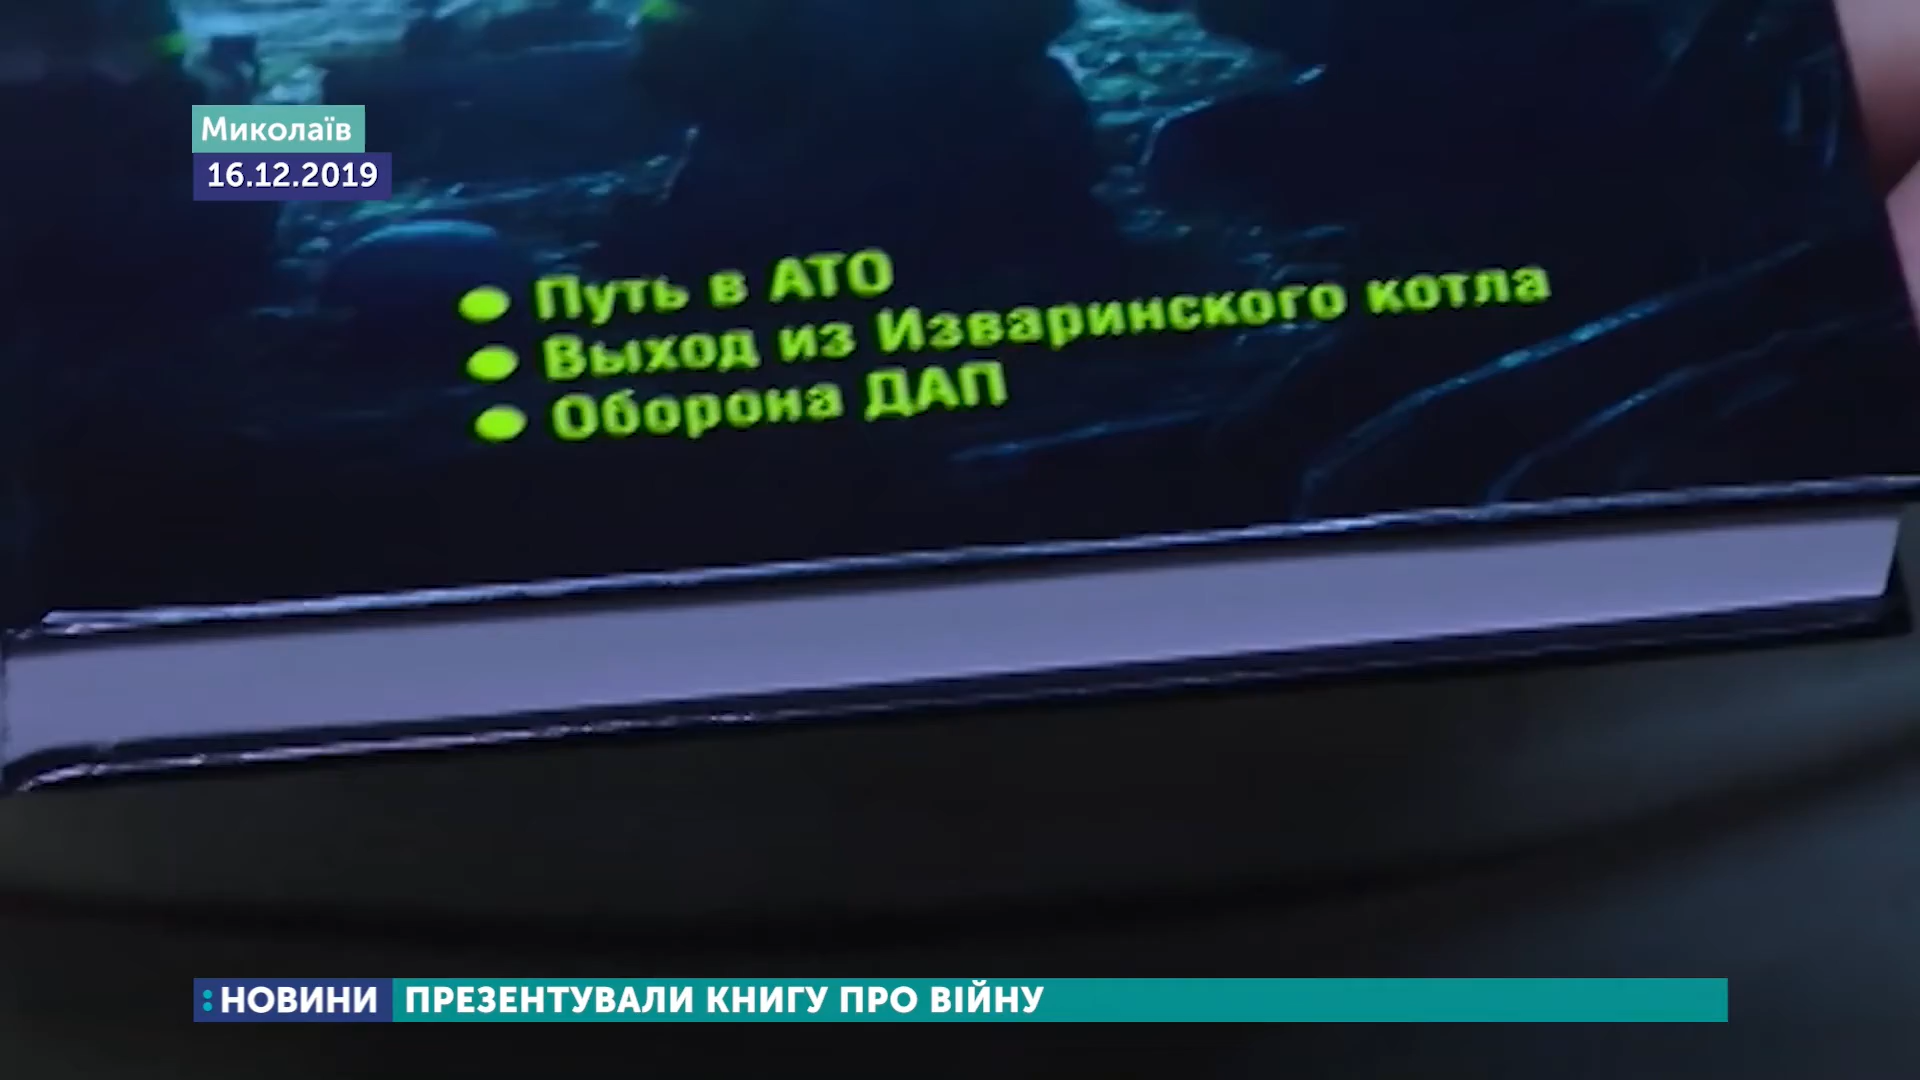 Миколаїв
16.12.2019
● Путь в АТО
● Выход из Изваринского котла
● Оборона ДАП
:НОВИНИ ПРЕЗЕНТУВАЛИ КНИГУ ПРО ВІЙНУ